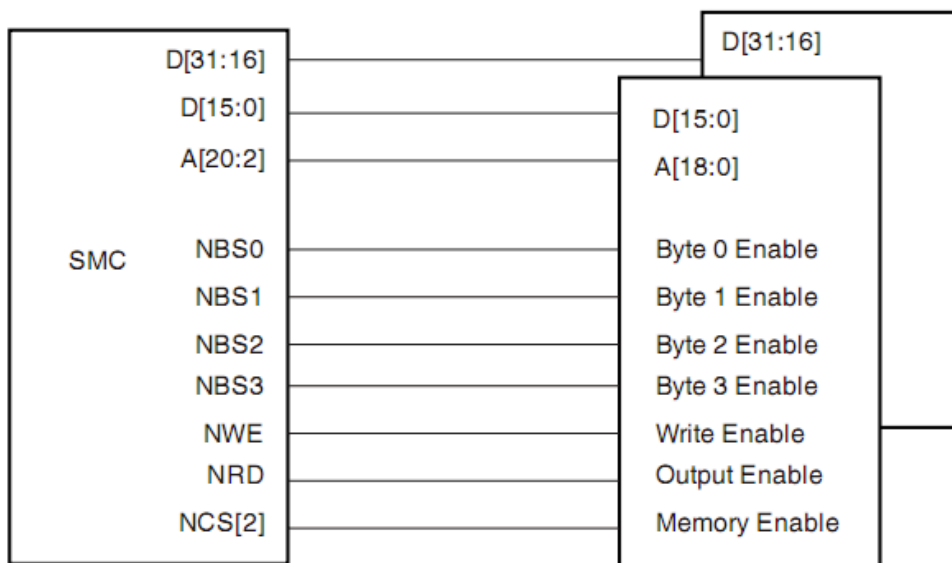 D[31:16]
D[31:16]
D[15:0]
D[15:0]
A[20:2]
A[18:0]
SMC
NBS0
Byte 0 Enable
NBS1
Byte 1 Enable
NBS2
Byte 2 Enable
NBS3
Byte 3 Enable
NWE
Write Enable
NRD
Output Enable
NCS[2]
Memory Enable